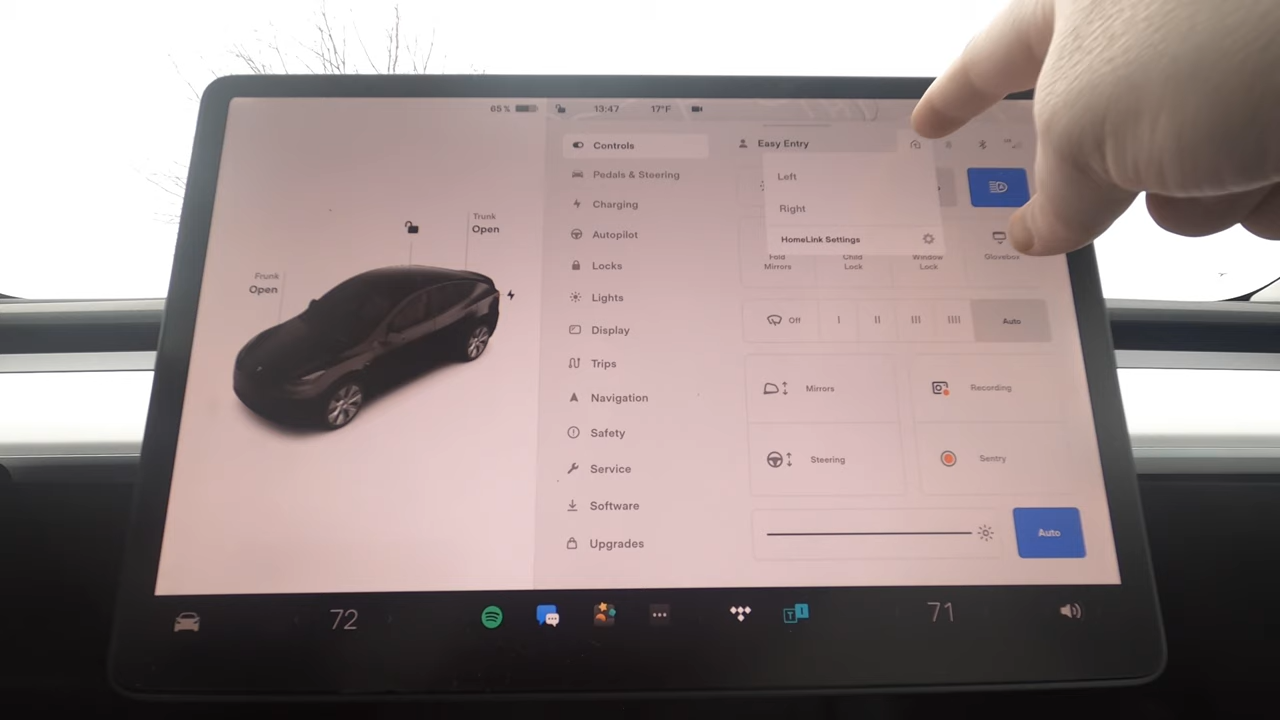 65 %
13:47
17°F
Controls
Easy Entry
Pedals & Steering
Left
Charging
Right
Trunk
Open
Autopilot
HomeLink Settings
Fold
Mirrors
Child
Lock
Window
Lock
Glovebox
Locks
Frunk
Open
Lights
Off
I
II
III
IIII
Auto
Display
Trips
Mirrors
Recording
Navigation
Safety
Steering
Sentry
Service
Software
Auto
Upgrades
72
T
1
71